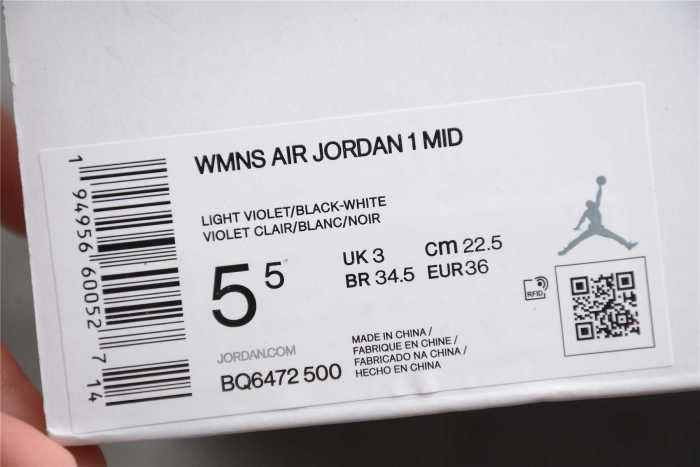 WMNS AIR JORDAN 1 MID
LIGHT VIOLET/BLACK-WHITE
VIOLET CLAIR/BLANC/NOIR
5 5
UK 3 cm 22.5
BR 34.5 EUR 36
RFID
JORDAN.COM
BQ6472 500
MADE IN CHINA /
FABRIQUE EN CHINE /
FABRICADO NA CHINA /
HECHO EN CHINA
1 94956 60052 7 14